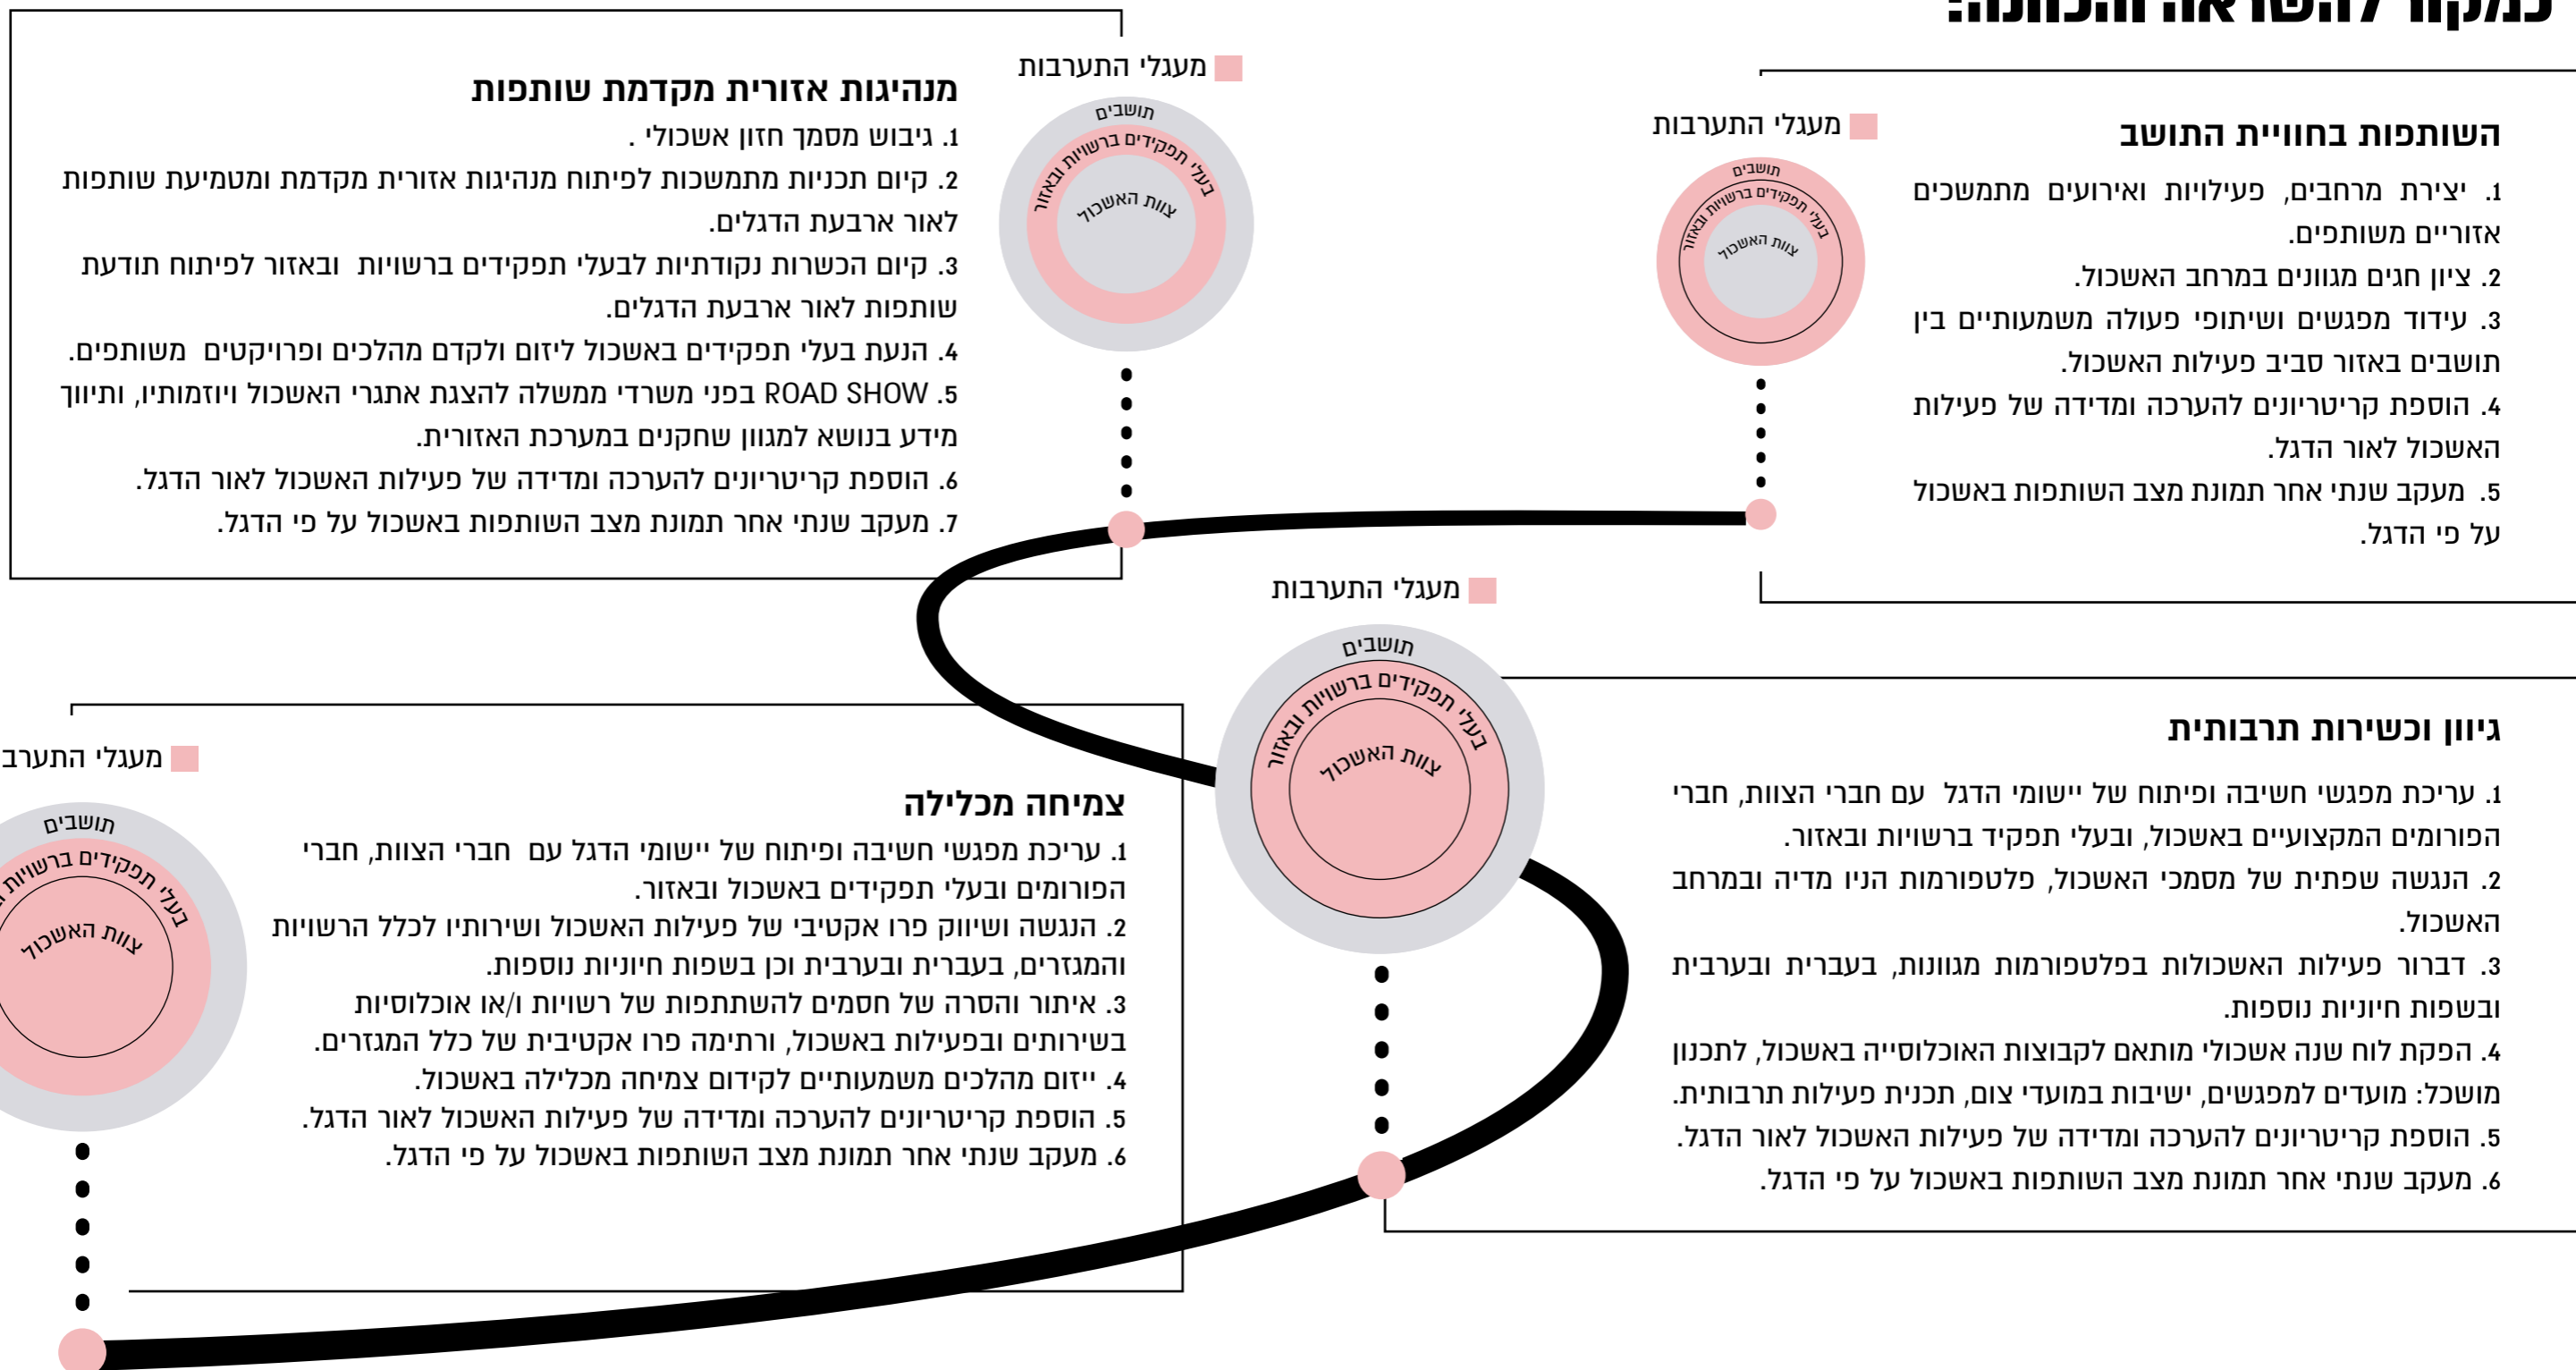 כמקור להשראה והכוונה:
השותפות בחוויית התושב
1. יצירת מרחבים, פעילויות ואירועים מתמשכים
אזוריים משותפים.
2. ציון חגים מגוונים במרחב האשכול.
3. עידוד מפגשים ושיתופי פעולה משמעותיים בין
תושבים באזור סביב פעילות האשכול.
4. הוספת קריטריונים להערכה ומדידה של פעילות
האשכול לאור הדגל.
5. מעקב שנתי אחר תמונת מצב השותפות באשכול
על פי הדגל.
מעגלי התערבות
תושבים
בעלי תפקידים ברשויות ובאזור
צוות האשכול
מעגלי התערבות
תושבים
בעלי תפקידים ברשויות ובאזור
צוות האשכול
מנהיגות אזורית מקדמת שותפות
1. גיבוש מסמך חזון אשכולי .
2. קיום תכניות מתמשכות לפיתוח מנהיגות אזורית מקדמת ומטמיעת שותפות
לאור ארבעת הדגלים.
3. קיום הכשרות נקודתיות לבעלי תפקידים ברשויות ובאזור לפיתוח תודעת
שותפות לאור ארבעת הדגלים.
4. הנעת בעלי תפקידים באשכול ליזום ולקדם מהלכים ופרויקטים משותפים.
5. ROAD SHOW בפני משרדי ממשלה להצגת אתגרי האשכול ויוזמותיו, ותיווך
מידע בנושא למגוון שחקנים במערכת האזורית.
6. הוספת קריטריונים להערכה ומדידה של פעילות האשכול לאור הדגל.
7. מעקב שנתי אחר תמונת מצב השותפות באשכול על פי הדגל.
גיוון וכשירות תרבותית
1. עריכת מפגשי חשיבה ופיתוח של יישומי הדגל עם חברי הצוות, חברי
הפורומים המקצועיים באשכול, ובעלי תפקיד ברשויות ובאזור.
2. הנגשה שפתית של מסמכי האשכול, פלטפורמות הניו מדיה ובמרחב
האשכול.
3. דברור פעילות האשכולות בפלטפורמות מגוונות, בעברית ובערבית
ובשפות חיוניות נוספות.
4. הפקת לוח שנה אשכולי מותאם לקבוצות האוכלוסייה באשכול, לתכנון
מושכל: מועדים למפגשים, ישיבות במועדי צום, תכנית פעילות תרבותית.
5. הוספת קריטריונים להערכה ומדידה של פעילות האשכול לאור הדגל.
6. מעקב שנתי אחר תמונת מצב השותפות באשכול על פי הדגל.
מעגלי התערבות
תושבים
בעלי תפקידים ברשויות ובאזור
צוות האשכול
צמיחה מכלילה
1. עריכת מפגשי חשיבה ופיתוח של יישומי הדגל עם חברי הצוות, חברי
הפורומים ובעלי תפקידים באשכול ובאזור.
2. הנגשה ושיווק פרו אקטיבי של פעילות האשכול ושירותיו לכלל הרשויות
והמגזרים, בעברית ובערבית וכן בשפות חיוניות נוספות.
3. איתור והסרה של חסמים להשתתפות של רשויות ו/או אוכלוסיות
בשירותים ובפעילות באשכול, ורתימה פרו אקטיבית של כלל המגזרים.
4. ייזום מהלכים משמעותיים לקידום צמיחה מכלילה באשכול.
5. הוספת קריטריונים להערכה ומדידה של פעילות האשכול לאור הדגל.
6. מעקב שנתי אחר תמונת מצב השותפות באשכול על פי הדגל.
מעגלי התערב
תושבים
בעלי תפקידים ברשויות
צוות האשכול